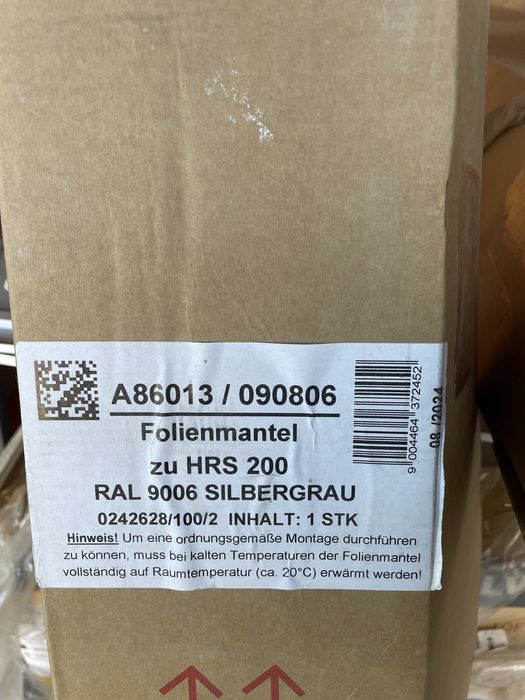 A86013 / 090806
Folienmantel
zu HRS 200
RAL 9006 SILBERGRAU
0242628/100/2 INHALT: 1 STK
Hinweis! Um eine ordnungsgemäße Montage durchführen
zu können, muss bei kalten Temperaturen der Folienmantel
vollständig auf Raumtemperatur (ca. 20°C) erwärmt werden!
9 004464 372452
08 /2024